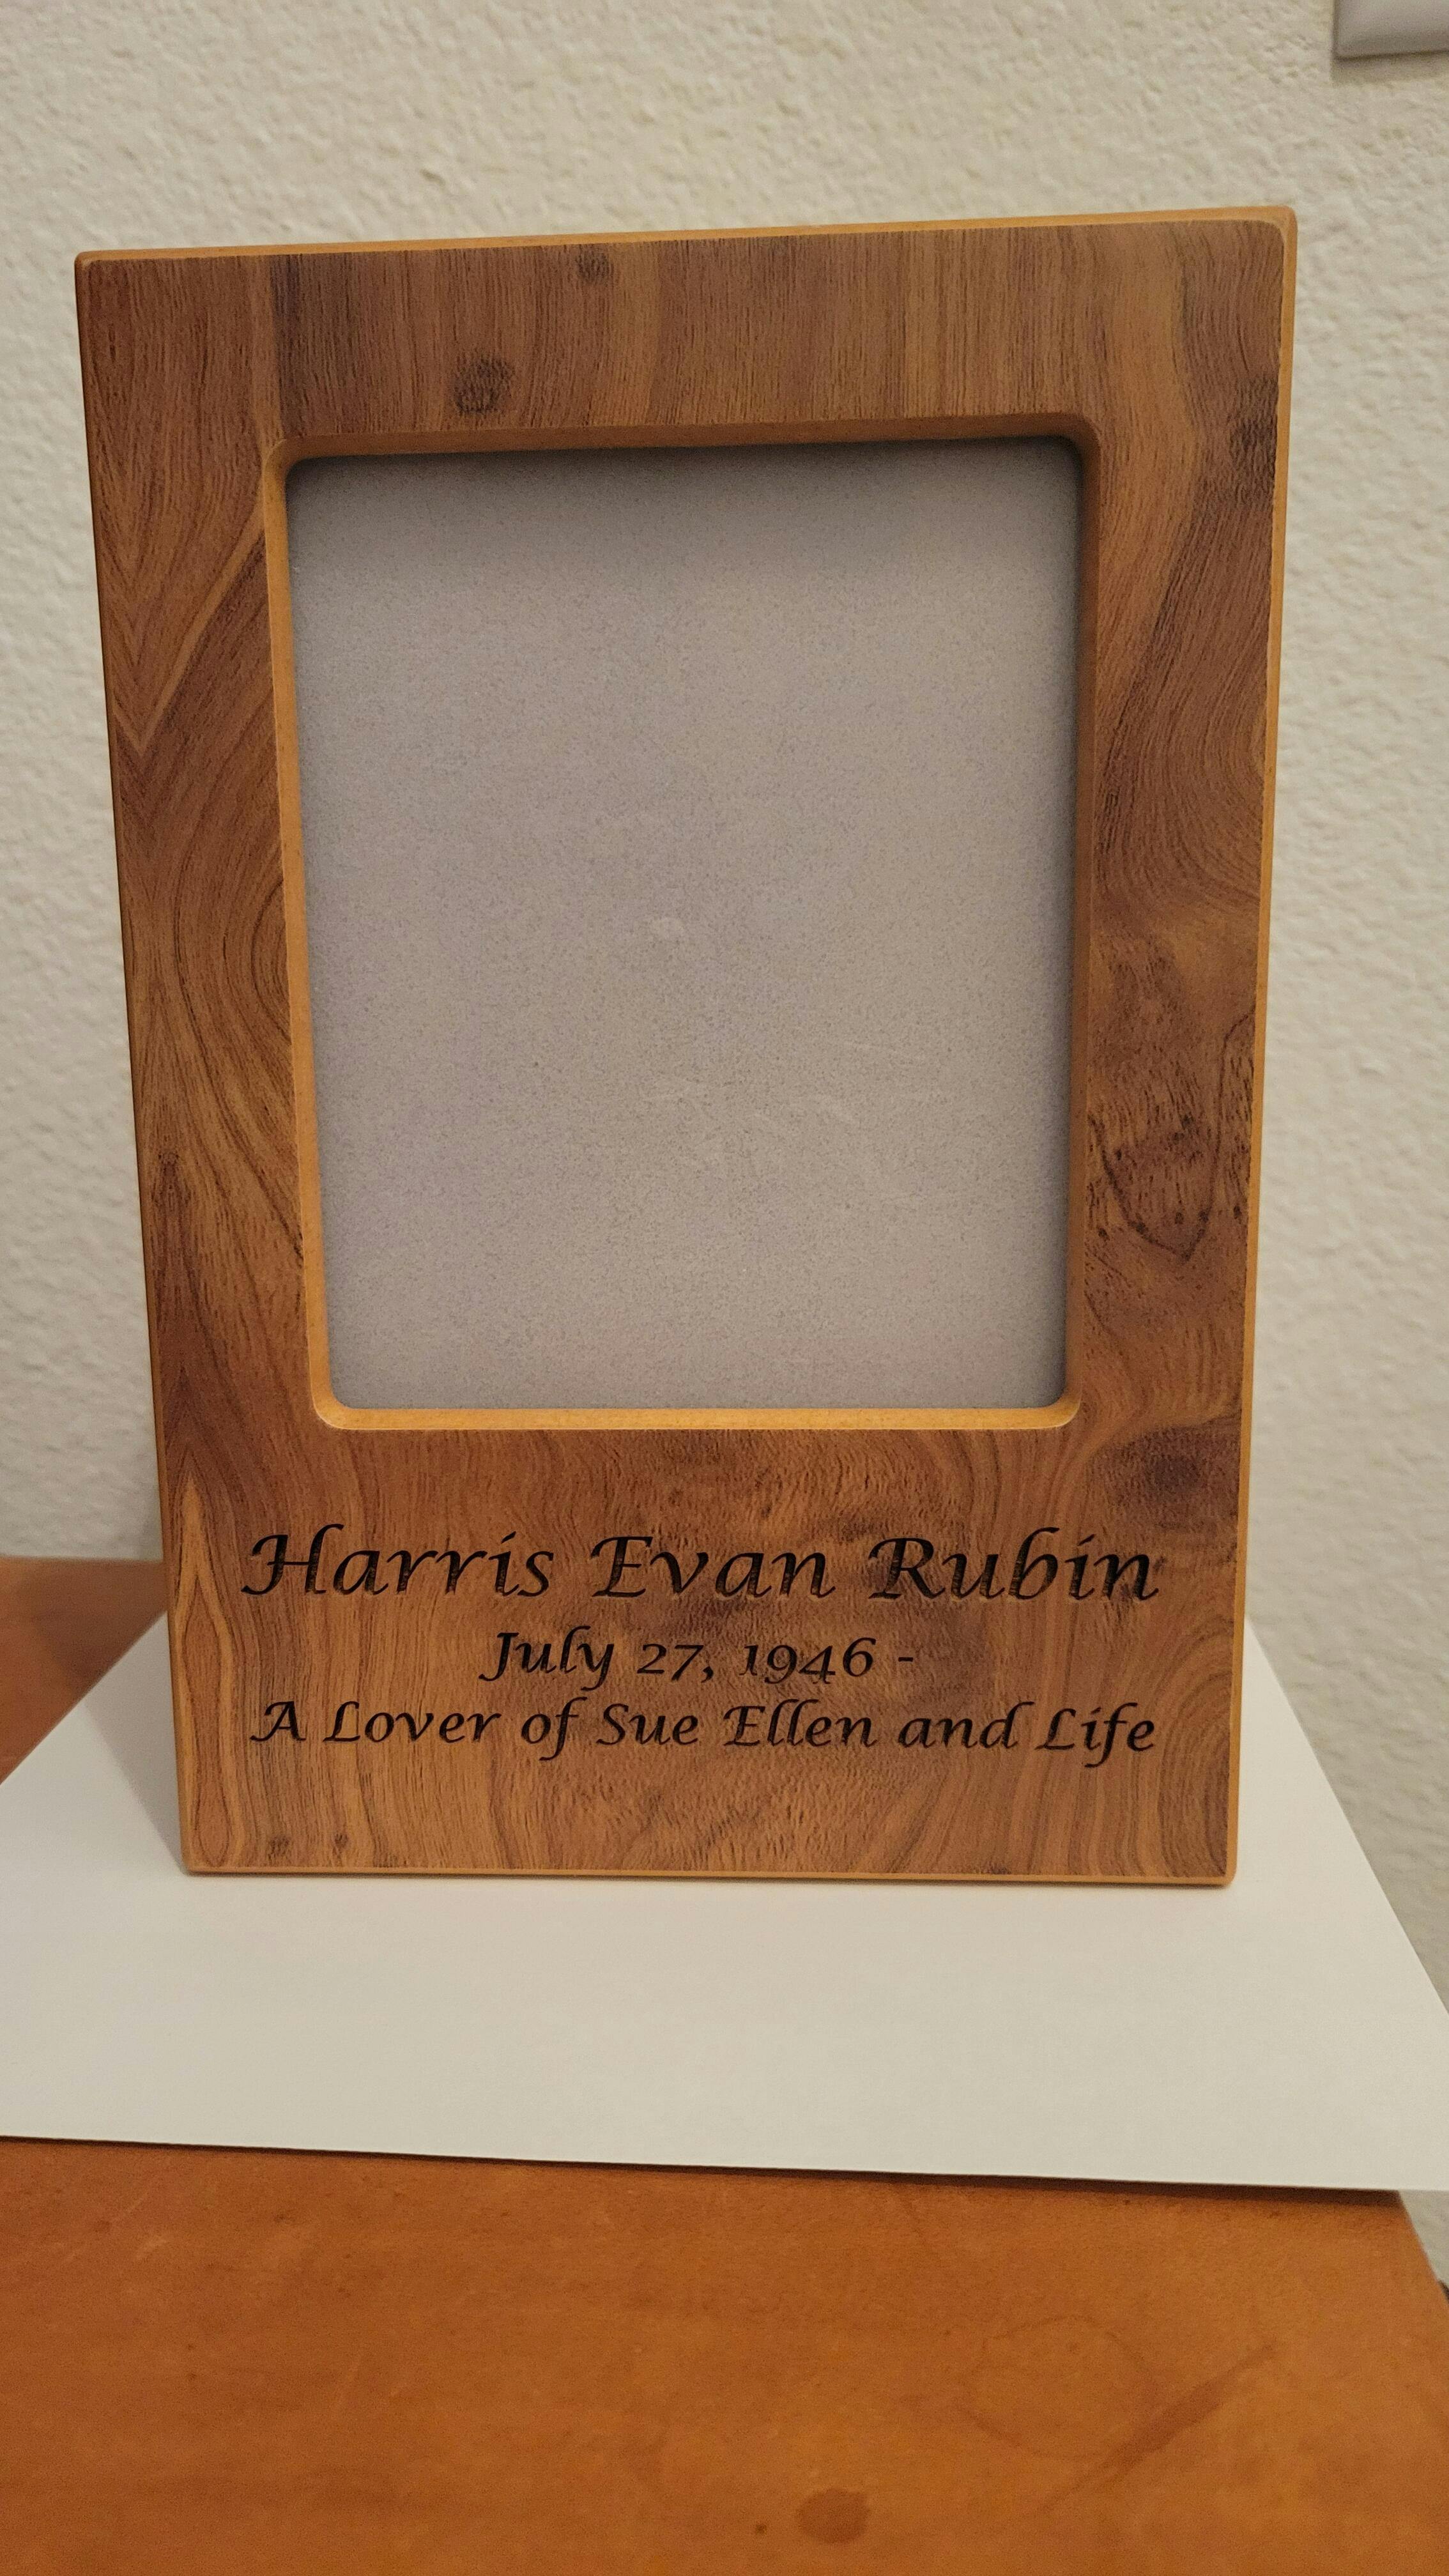 Harris Evan Rubin
July 27, 1946 -
A Lover of Sue Ellen and Life